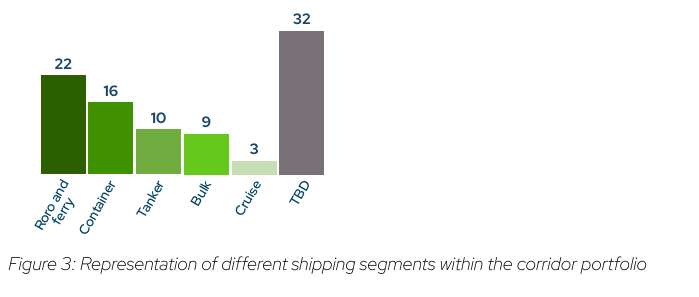 32
22
16
10
9
3
Roro and
ferry
Container
Tanker
Bulk
Cruise
TBD
Figure 3: Representation of different shipping segments within the corridor portfolio